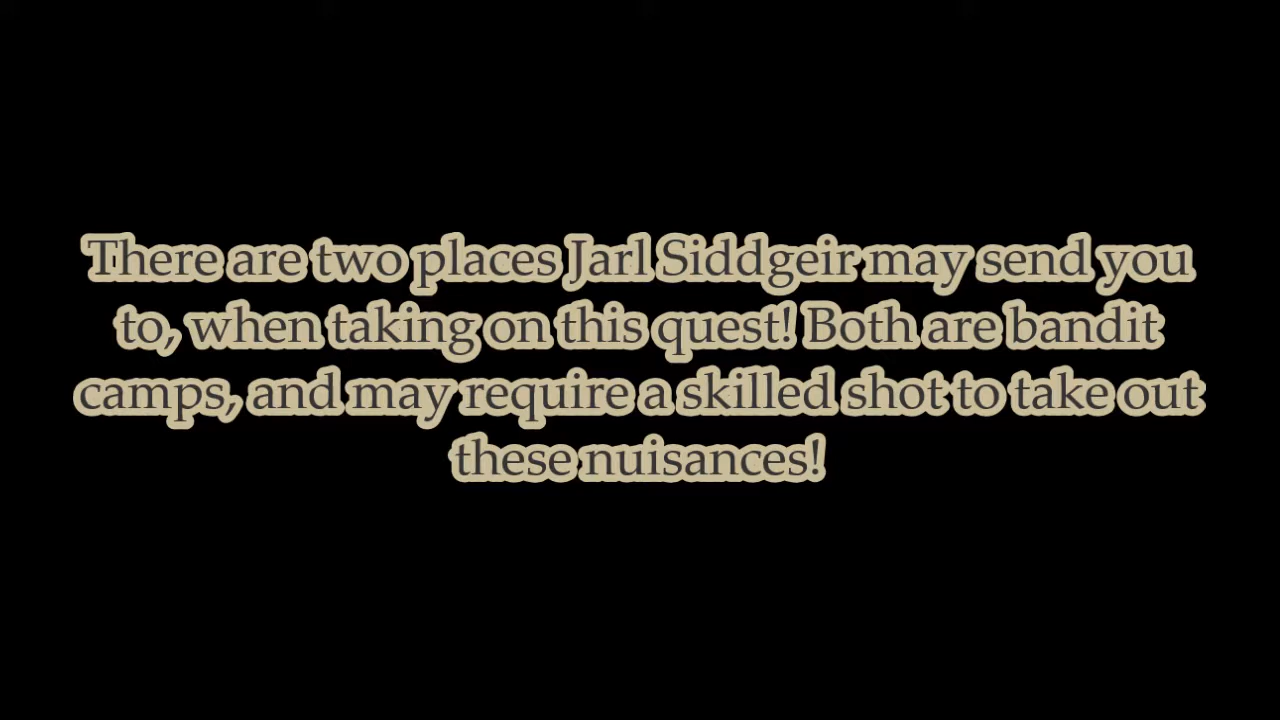 There are two places Jarl Siddgeir may send you
to, when taking on this quest! Both are bandit
camps, and may require a skilled shot to take out
these nuisances!